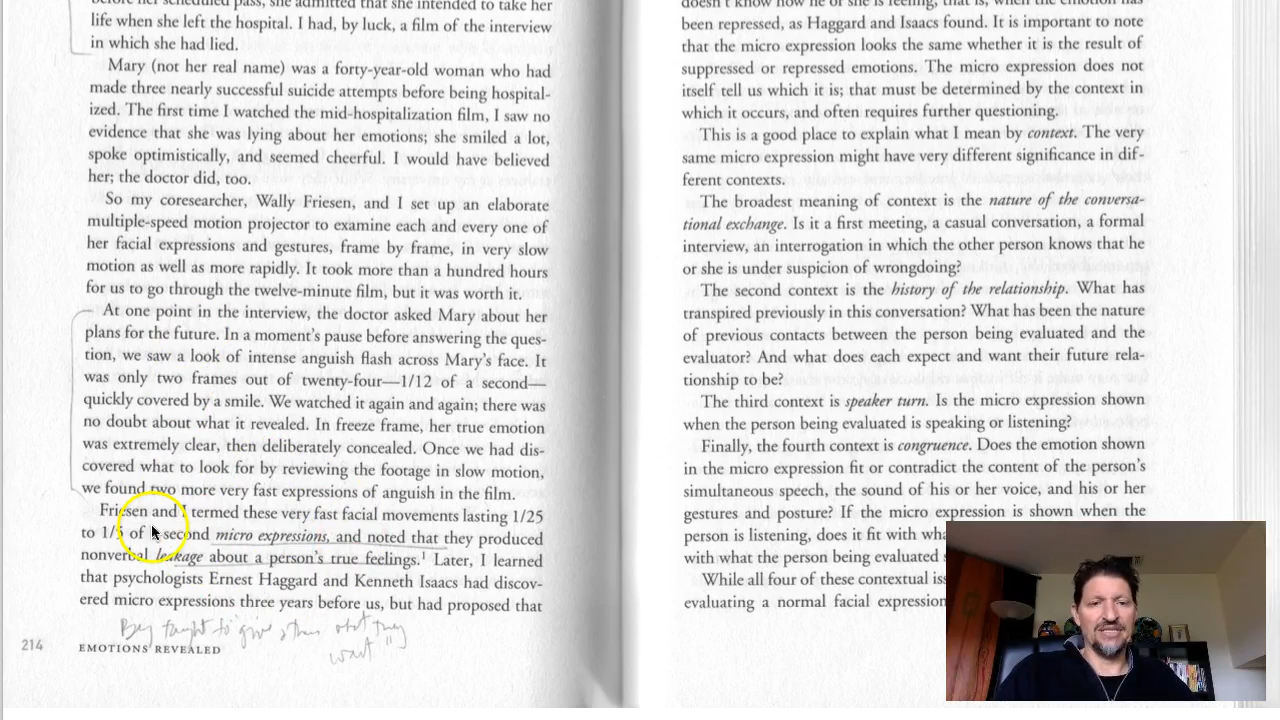 before her scheduled pass, she admitted that she intended to take her
life when she left the hospital. I had, by luck, a film of the interview
in which she had lied.
Mary (not her real name) was a forty-year-old woman who had
made three nearly successful suicide attempts before being hospital-
ized. The first time I watched the mid-hospitalization film, I saw no
evidence that she was lying about her emotions; she smiled a lot,
spoke optimistically, and seemed cheerful. I would have believed
her; the doctor did, too.
So my coresearcher, Wally Friesen, and I set up an elaborate
multiple-speed motion projector to examine each and every one of
her facial expressions and gestures, frame by frame, in very slow
motion as well as more rapidly. It took more than a hundred hours
for us to go through the twelve-minute film, but it was worth it.
At one point in the interview, the doctor asked Mary about her
plans for the future. In a moment's pause before answering the ques-
tion, we saw a look of intense anguish flash across Mary's face. It
was only two frames out of twenty-four—1/12 of a second—
quickly covered by a smile. We watched it again and again; there was
no doubt about what it revealed. In freeze frame, her true emotion
was extremely clear, then deliberately concealed. Once we had dis-
covered what to look for by reviewing the footage in slow motion,
we found two more very fast expressions of anguish in the film.
Friesen and I termed these very fast facial movements lasting 1/25
to 1/5 of a second micro expressions, and noted that they produced
nonverbal leakage about a person's true feelings.¹ Later, I learned
that psychologists Ernest Haggard and Kenneth Isaacs had discov-
ered micro expressions three years before us, but had proposed that
taught to give others what they
want
214 EMOTIONS REVEALED
doesn't know how he or she is feeling, that is, when the emotion has
been repressed, as Haggard and Isaacs found. It is important to note
that the micro expression looks the same whether it is the result of
suppressed or repressed emotions. The micro expression does not
itself tell us which it is; that must be determined by the context in
which it occurs, and often requires further questioning.
This is a good place to explain what I mean by context. The very
same micro expression might have very different significance in dif-
ferent contexts.
The broadest meaning of context is the nature of the conversa-
tional exchange. Is it a first meeting, a casual conversation, a formal
interview, an interrogation in which the other person knows that he
or she is under suspicion of wrongdoing?
The second context is the history of the relationship. What has
transpired previously in this conversation? What has been the nature
of previous contacts between the person being evaluated and the
evaluator? And what does each expect and want their future rela-
tionship to be?
The third context is speaker turn. Is the micro expression shown
when the person being evaluated is speaking or listening?
Finally, the fourth context is congruence. Does the emotion shown
in the micro expression fit or contradict the content of the person's
simultaneous speech, the sound of his or her voice, and his or her
gestures and posture? If the micro expression is shown when the
person is listening, does it fit with
with what the person being evaluated
While all four of these contextual
evaluating a normal facial expression